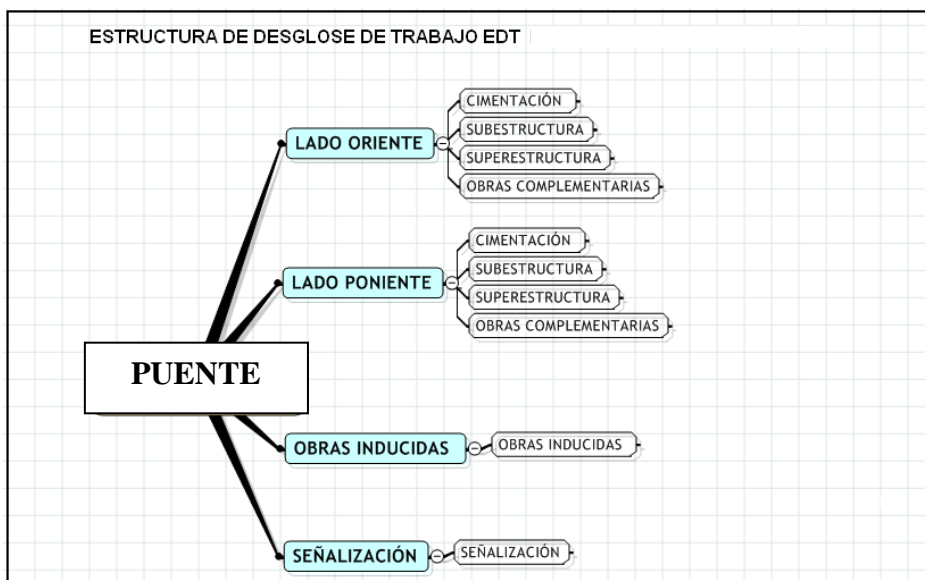 ESTRUCTURA DE DESGLOSE DE TRABAJO EDT
LADO ORIENTE
CIMENTACIÓN
SUBESTRUCTURA
SUPERESTRUCTURA
OBRAS COMPLEMENTARIAS
LADO PONIENTE
CIMENTACIÓN
SUBESTRUCTURA
SUPERESTRUCTURA
OBRAS COMPLEMENTARIAS
PUENTE
OBRAS INDUCIDAS
OBRAS INDUCIDAS
SEÑALIZACIÓN
SEÑALIZACIÓN